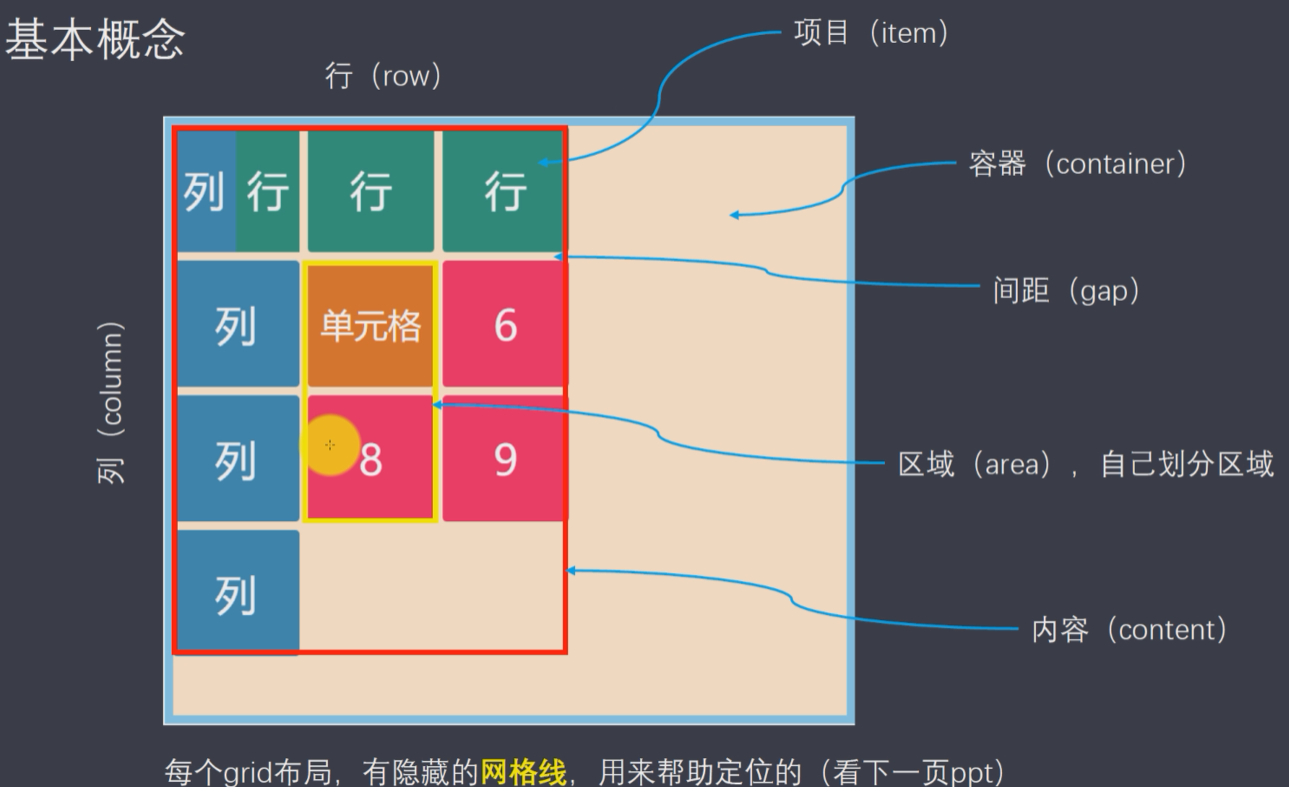 基本概念
项目（item）
行（row）
容器（container）
列 行 行 行
间距（gap）
列 单元格 6
列（column）
列 8 9
区域（area），自己划分区域
列
内容（content）
每个grid布局，有隐藏的网格线，用来帮助定位的（看下一页ppt）